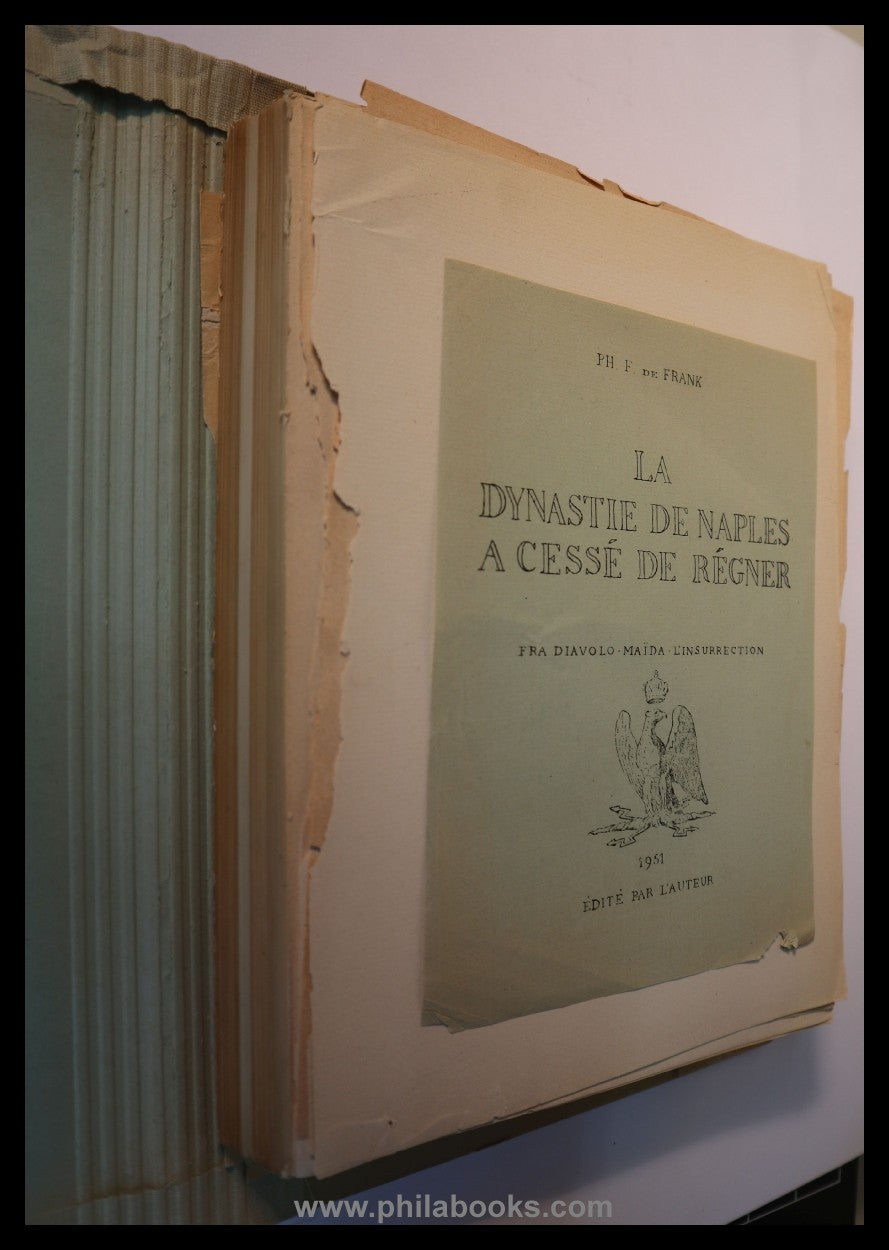 PH. F. DE FRANK
LA
DYNASTIE DE NAPLES
A CESSÉ DE RÉGNER
FRA DIAVOLO · MAÏDA · L'INSURRECTION
1951
ÉDITÉ PAR L'AUTEUR
www.philabooks.com